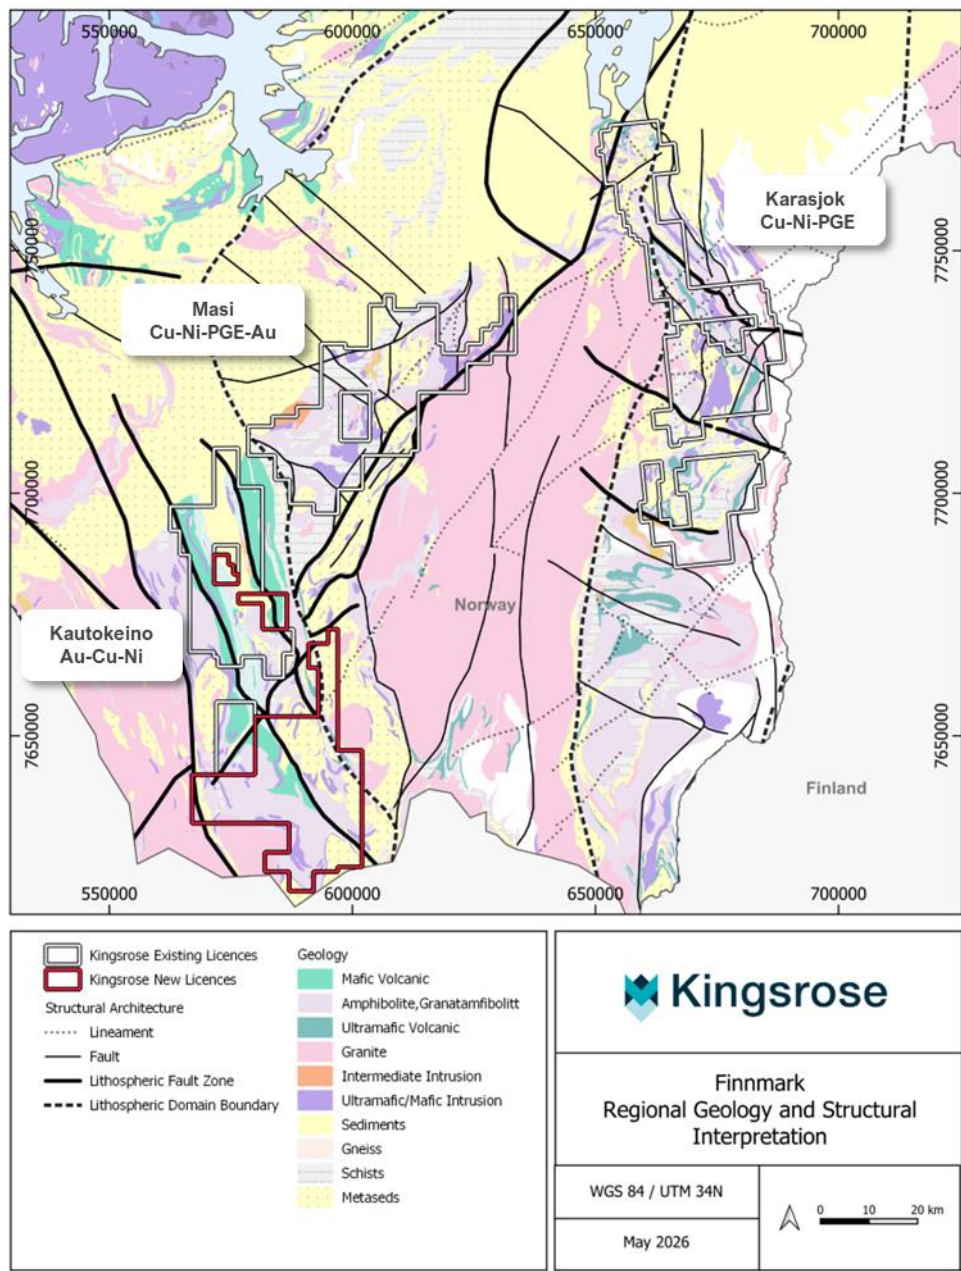 550000
600000
650000
700000
Karasjok
Cu-Ni-PGE
7750000
7750000
Masi
Cu-Ni-PGE-Au
7700000
7700000
Norway
Kautokeino
Au-Cu-Ni
7650000
7650000
Finland
550000
600000
650000
700000
Kingsrose Existing Licences
Kingsrose New Licences
Structural Architecture
Lineament
Fault
Lithospheric Fault Zone
Lithospheric Domain Boundary
Geology
Mafic Volcanic
Amphibolite,Granatamfibolitt
Ultramafic Volcanic
Granite
Intermediate Intrusion
Ultramafic/Mafic Intrusion
Sediments
Gneiss
Schists
Metaseds
Kingsrose
Finnmark
Regional Geology and Structural
Interpretation
WGS 84 / UTM 34N
May 2026
0 10 20 km